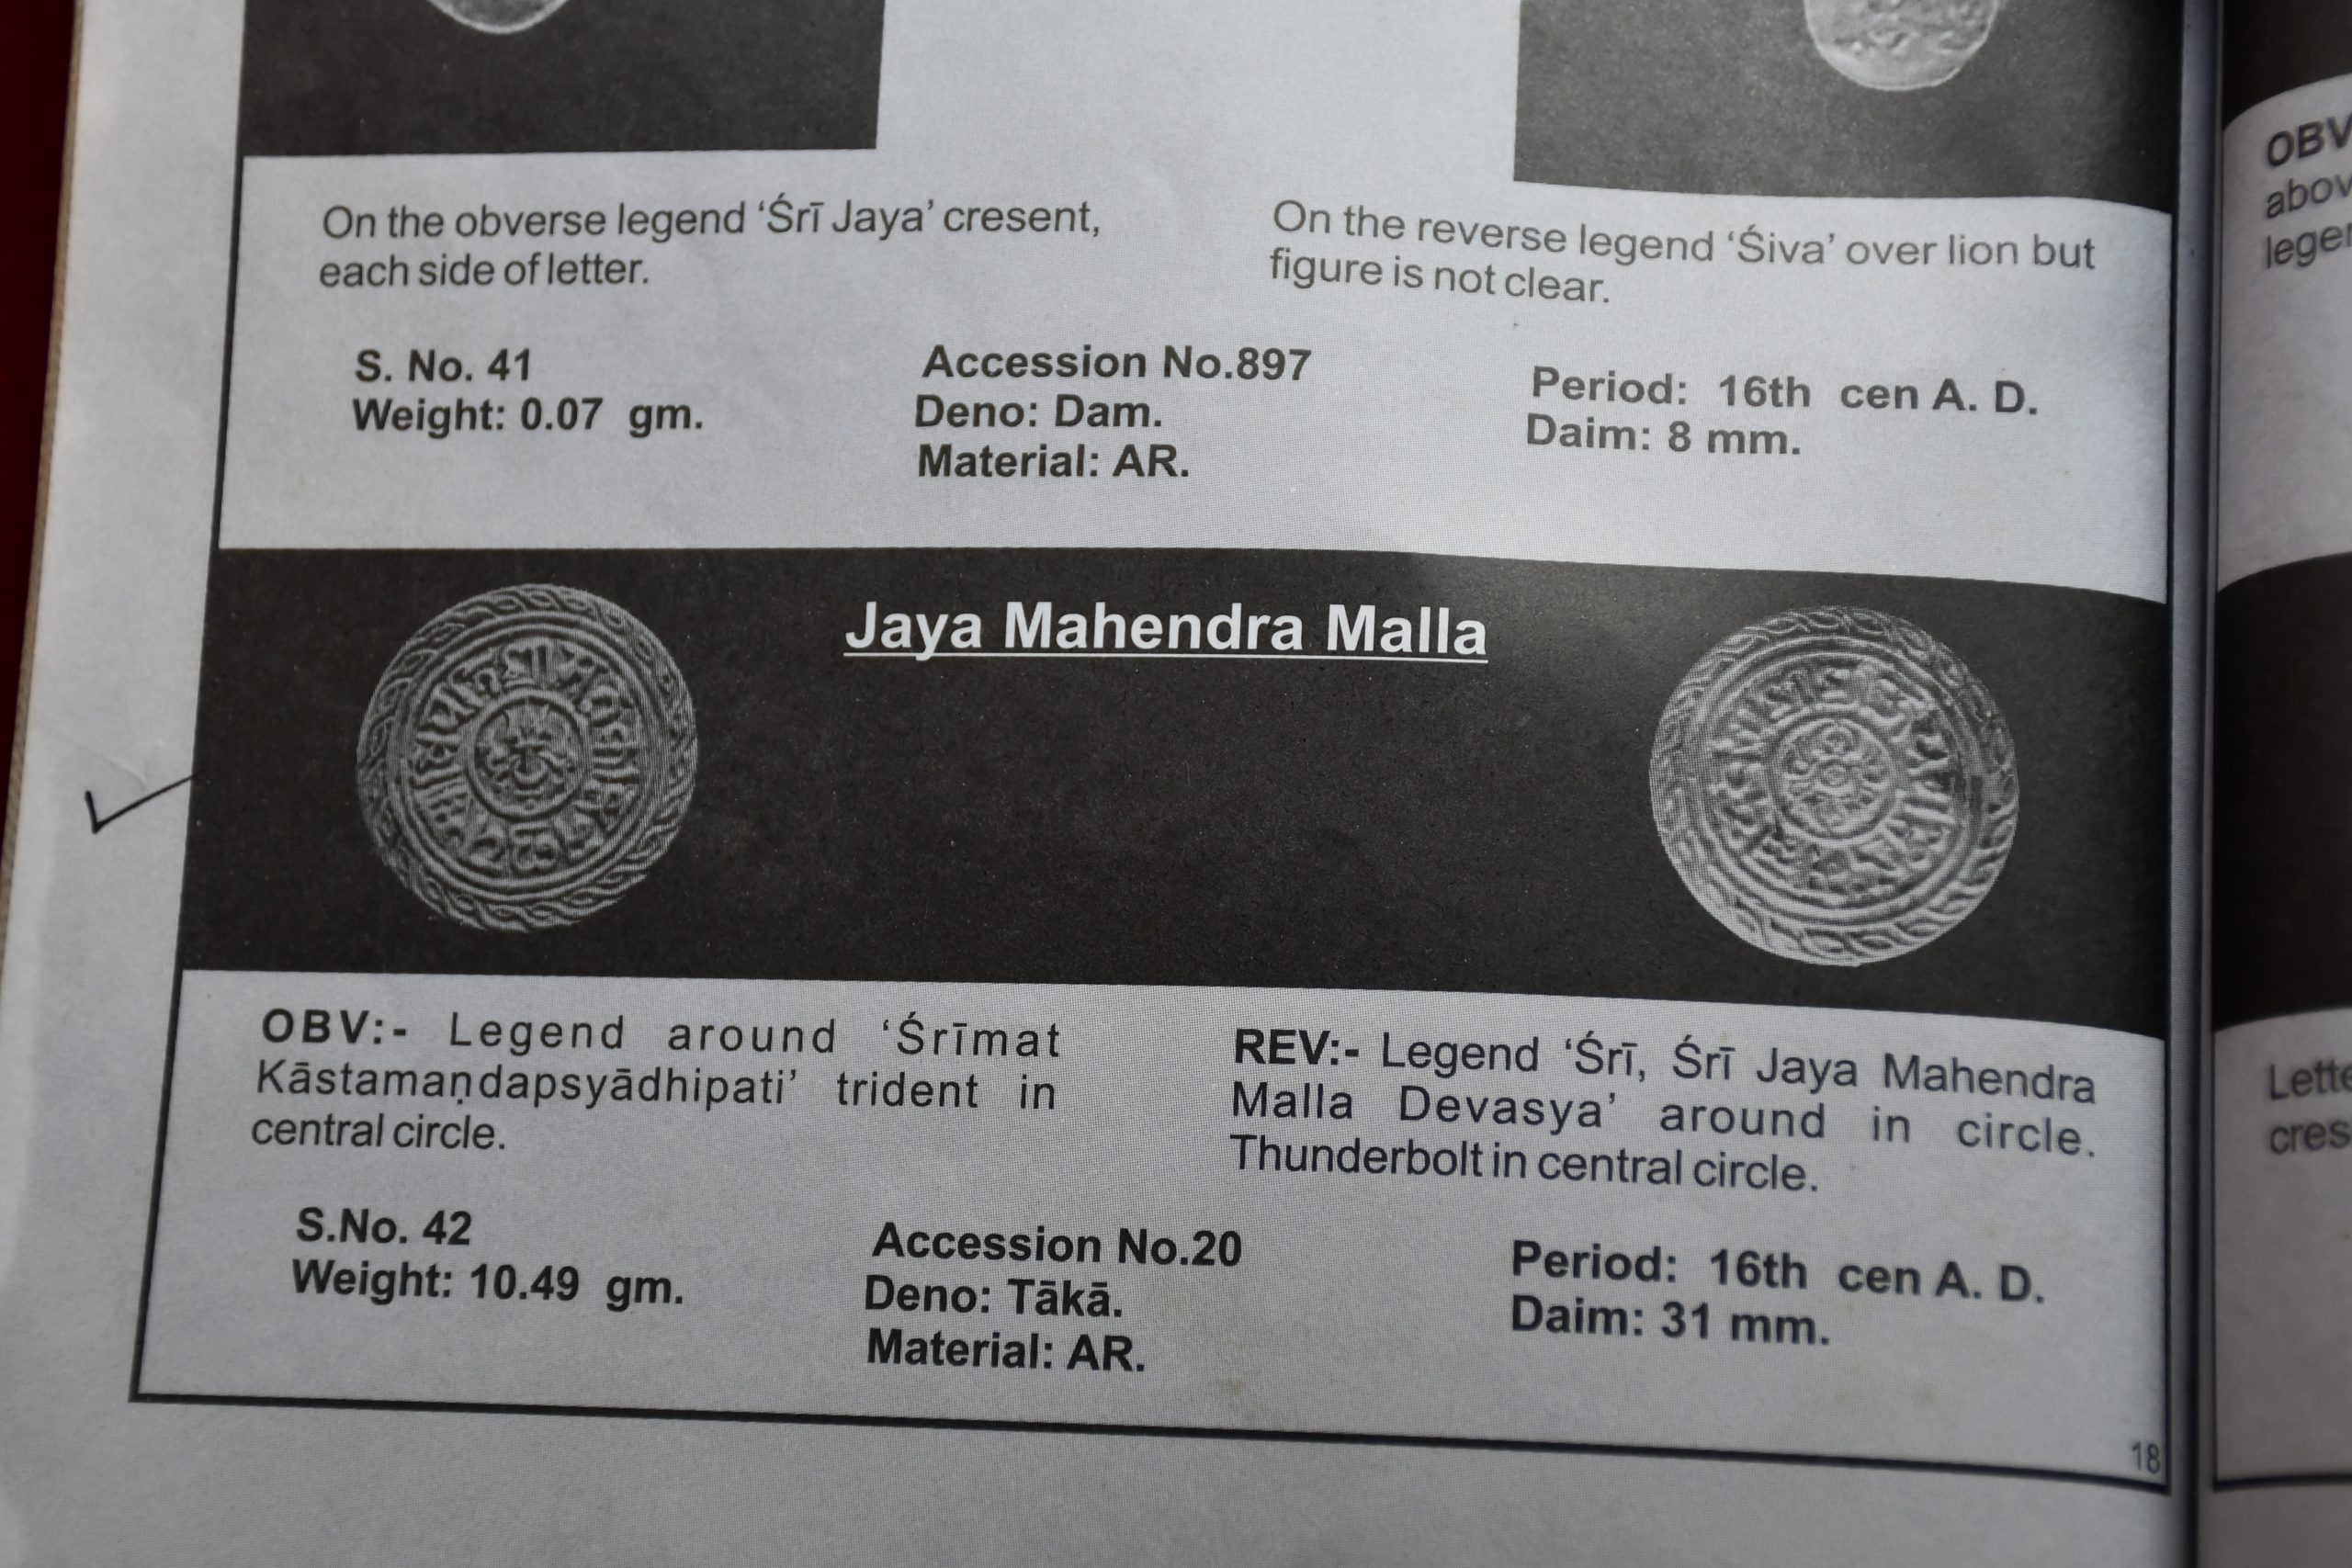 On the obverse legend ‘Śrī Jaya’ cresent,
each side of letter.
On the reverse legend ‘Śiva’ over lion but
figure is not clear.
S. No. 41
Weight: 0.07 gm.
Accession No.897
Deno: Dam.
Material: AR.
Period: 16th cen A. D.
Daim: 8 mm.
Jaya Mahendra Malla
OBV:- Legend around ‘Śrīmat
Kāstamaṇdapsyādhipati’ trident in
central circle.
REV:- Legend ‘Śrī, Śrī Jaya Mahendra
Malla Devasya’ around in circle.
Thunderbolt in central circle.
S.No. 42
Weight: 10.49 gm.
Accession No.20
Deno: Tākā.
Material: AR.
Period: 16th cen A. D.
Daim: 31 mm.
18
OBV